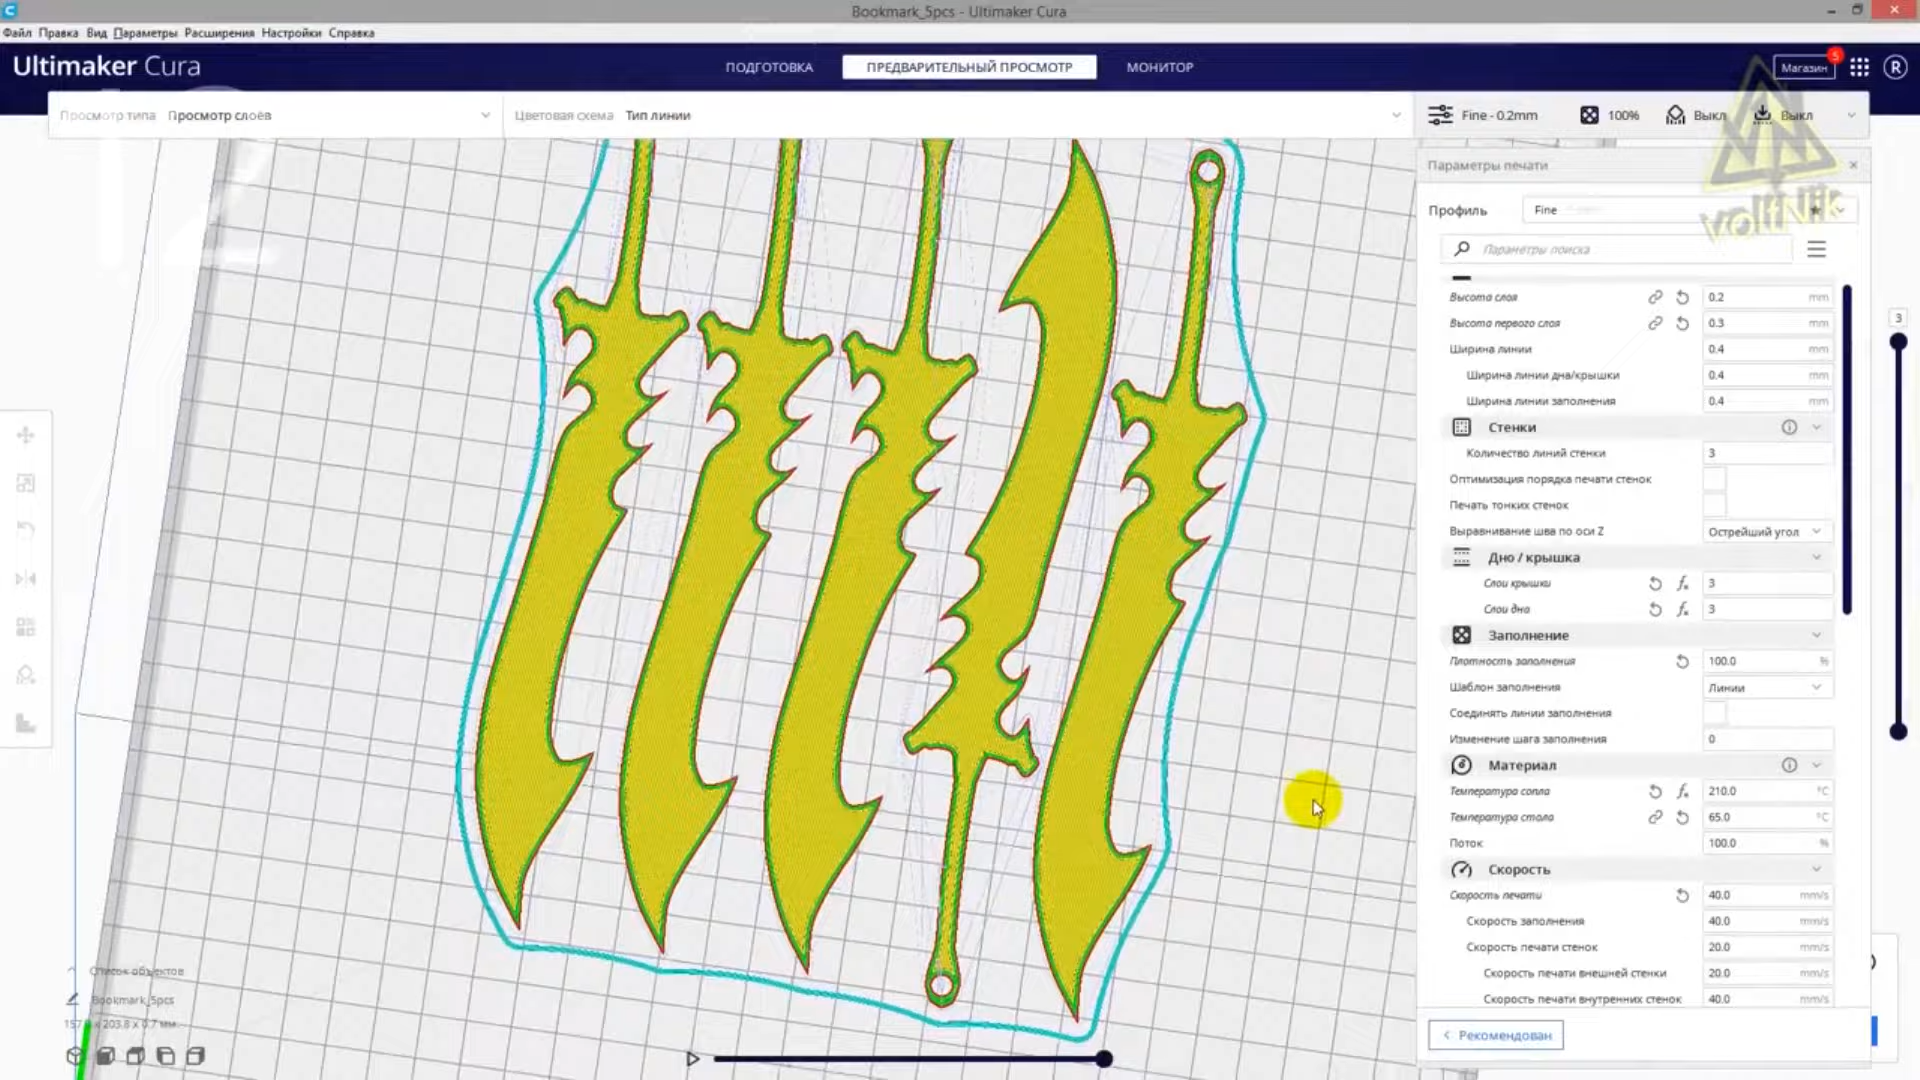 Bookmark_5pcs - Ultimaker Cura
Файл Правка Вид Параметры Расширения Настройки Справка
Ultimaker Cura
ПОДГОТОВКА
ПРЕДВАРИТЕЛЬНЫЙ ПРОСМОТР
МОНИТОР
Магазин
5
R
Просмотр типа Просмотр слоёв
Цветовая схема Тип линии
Fine - 0.2mm
100%
Выкл
Выкл
Параметры печати
voltNik
Профиль Fine
Параметры поиска
Высота слоя 0.2 mm
Высота первого слоя 0.3 mm
3
Ширина линии 0.4 mm
Ширина линии дна/крышки 0.4 mm
Ширина линии заполнения 0.4 mm
Стенки
Количество линий стенки 3
Оптимизация порядка печати стенок
Печать тонких стенок
Выравнивание шва по оси Z Острейший угол
Дно / крышка
Слои крышки 3
Слои дна 3
Заполнение
Плотность заполнения 100.0 %
Шаблон заполнения Линии
Соединять линии заполнения
Изменение шага заполнения 0
Материал
Температура сопла 210.0 °C
Температура стола 65.0 °C
Поток 100.0 %
Скорость
Скорость печати 40.0 mm/s
Скорость заполнения 40.0 mm/s
Скорость печати стенок 20.0 mm/s
Скорость печати внешней стенки 20.0 mm/s
Скорость печати внутренних стенок 40.0 mm/s
Рекомендован
Список объектов
Bookmark_5pcs
x 203.8 x 0.7 мм